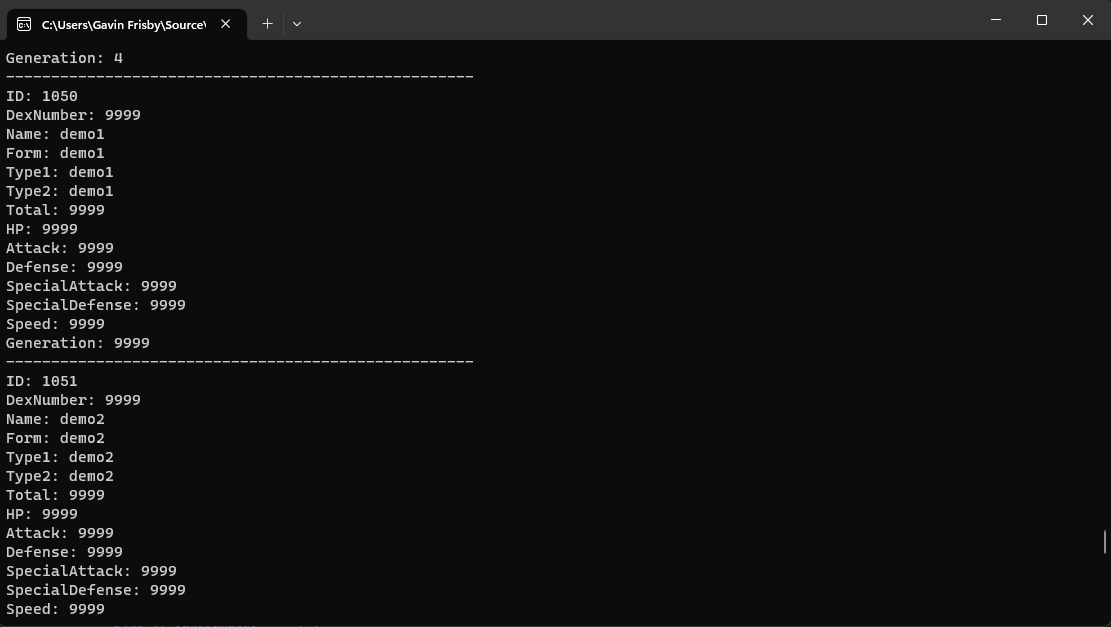 C:\Users\Gavin Frisby\Source\
Generation: 4
----------------------------------------------------
ID: 1050
DexNumber: 9999
Name: demo1
Form: demo1
Type1: demo1
Type2: demo1
Total: 9999
HP: 9999
Attack: 9999
Defense: 9999
SpecialAttack: 9999
SpecialDefense: 9999
Speed: 9999
Generation: 9999
----------------------------------------------------
ID: 1051
DexNumber: 9999
Name: demo2
Form: demo2
Type1: demo2
Type2: demo2
Total: 9999
HP: 9999
Attack: 9999
Defense: 9999
SpecialAttack: 9999
SpecialDefense: 9999
Speed: 9999